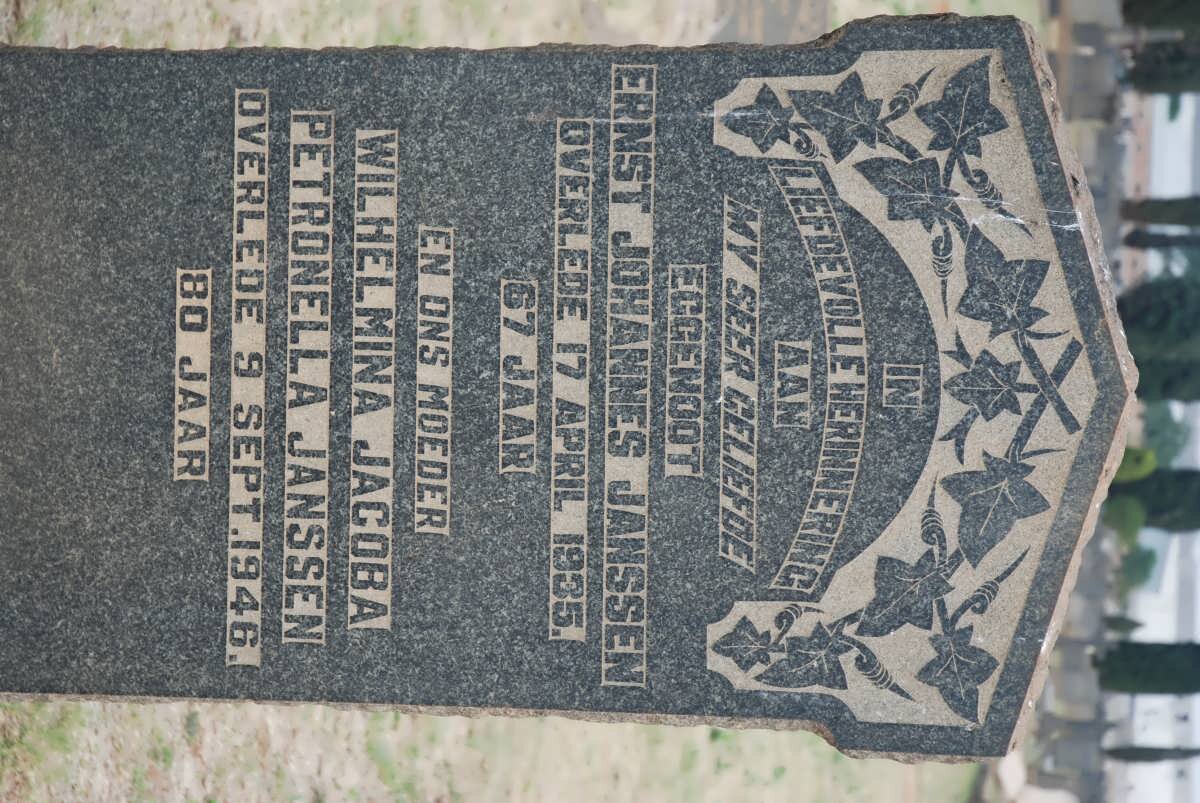 IN
LIEFDEVOLLE HERINNERING
AAN
MY SEER GELIEFDE
EGGENOOT
ERNST JOHANNES JANSSEN
OVERLEDE 17 APRIL 1935.
67 JAAR
EN ONS MOEDER
WILHELMINA JACOBA
PETRONELLA JANSSEN
OVERLEDE 9 SEPT. 1946.
80 JAAR